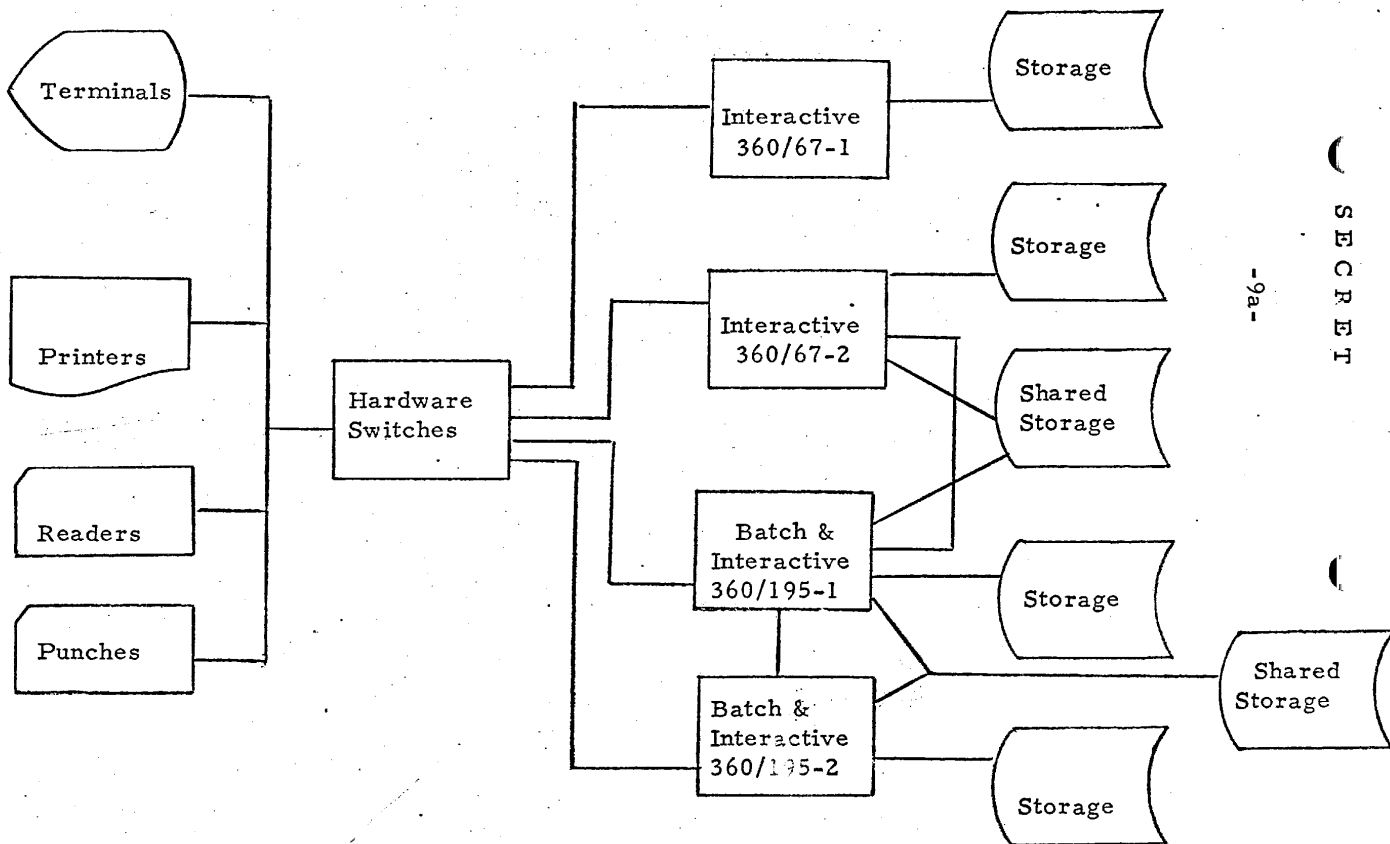 Terminals
Printers
Readers
Punches
Hardware
Switches
Interactive
360/67-1
Interactive
360/67-2
Batch &
Interactive
360/195-1
Batch &
Interactive
360/195-2
Storage
Storage
Shared
Storage
Storage
Shared
Storage
Storage
-9a-
SECRET